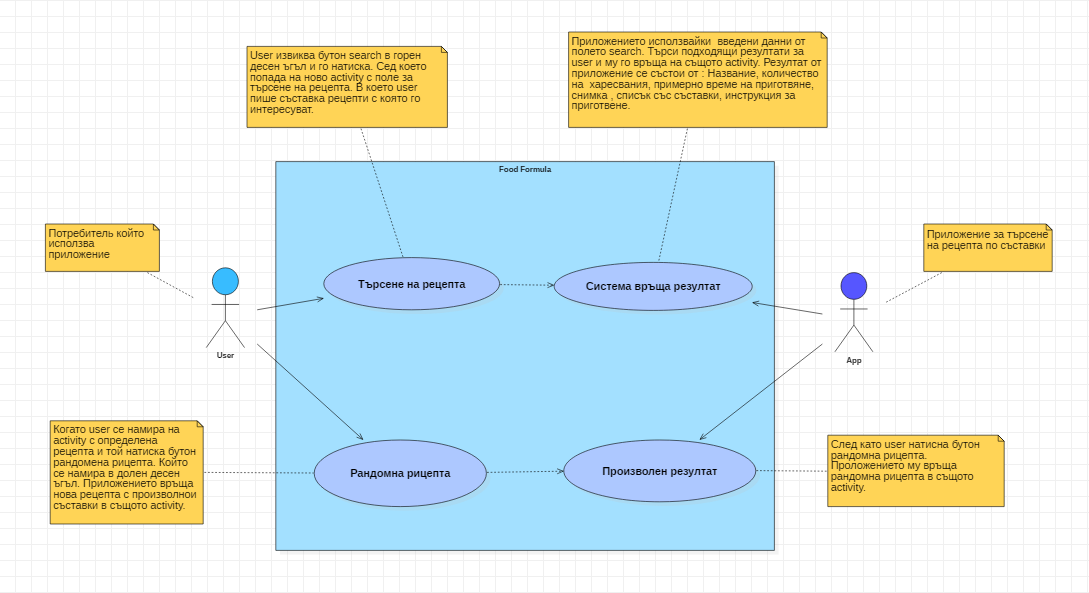 User извиква бутон search в горен
десен ъгъл и го натиска. Сед което
попада на ново activity с поле за
търсене на рецепта. В което user
пише съставка рецепти с която го
интересуват.
Приложението исползвайки  введени данни от
полето search. Търси подходящи резултати за
user и му го връща на същото activity. Резултат от
приложение се състои от : Название, количество
на  харесвания, примерно време на приготвяне,
снимка , списък със съставки, инструкция за
приготвене.
Food Formula
Потребител който
исползва
приложение
Приложение за търсене
на рецепта по съставки
Търсене на рецепта
Система връща резултат
User
App
Когато user се намира на
activity с определена
рецепта и той натиска бутон
рандомена рицепта. Който
се намира в долен десен
ъгъл. Приложението връща
нова рецепта с произволнои
съставки в същото activity.
Рандомна рицепта
Произволен резултат
След като user натисна бутон
рандомна рицепта.
Проложението му връща
рандомна рицепта в същото
activity.